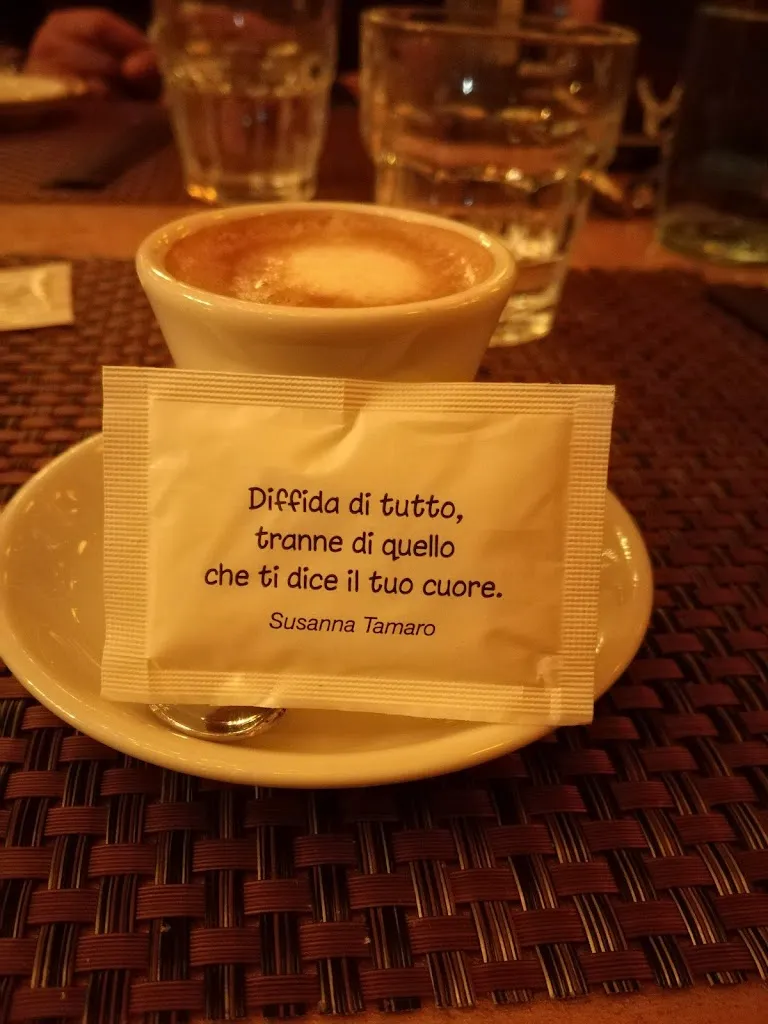 Diffida di tutto,
tranne di quello
che ti dice il tuo cuore.
Susanna Tamaro